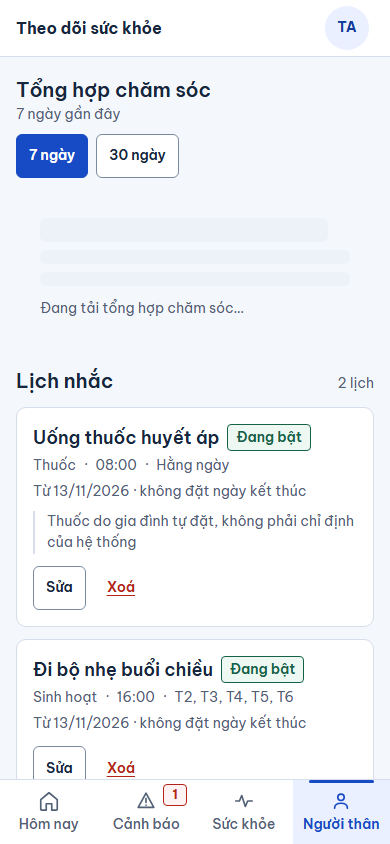 Theo dõi sức khỏe
TA
Tổng hợp chăm sóc
7 ngày gần đây
7 ngày
30 ngày
Đang tải tổng hợp chăm sóc…
Lịch nhắc
2 lịch
Uống thuốc huyết áp
Đang bật
Thuốc · 08:00 · Hằng ngày
Từ 13/11/2026 · không đặt ngày kết thúc
Thuốc do gia đình tự đặt, không phải chỉ định
của hệ thống
Sửa
Xoá
Đi bộ nhẹ buổi chiều
Đang bật
Sinh hoạt · 16:00 · T2, T3, T4, T5, T6
Từ 13/11/2026 · không đặt ngày kết thúc
Sửa
Xoá
1
Hôm nay
Cảnh báo
Sức khỏe
Người thân